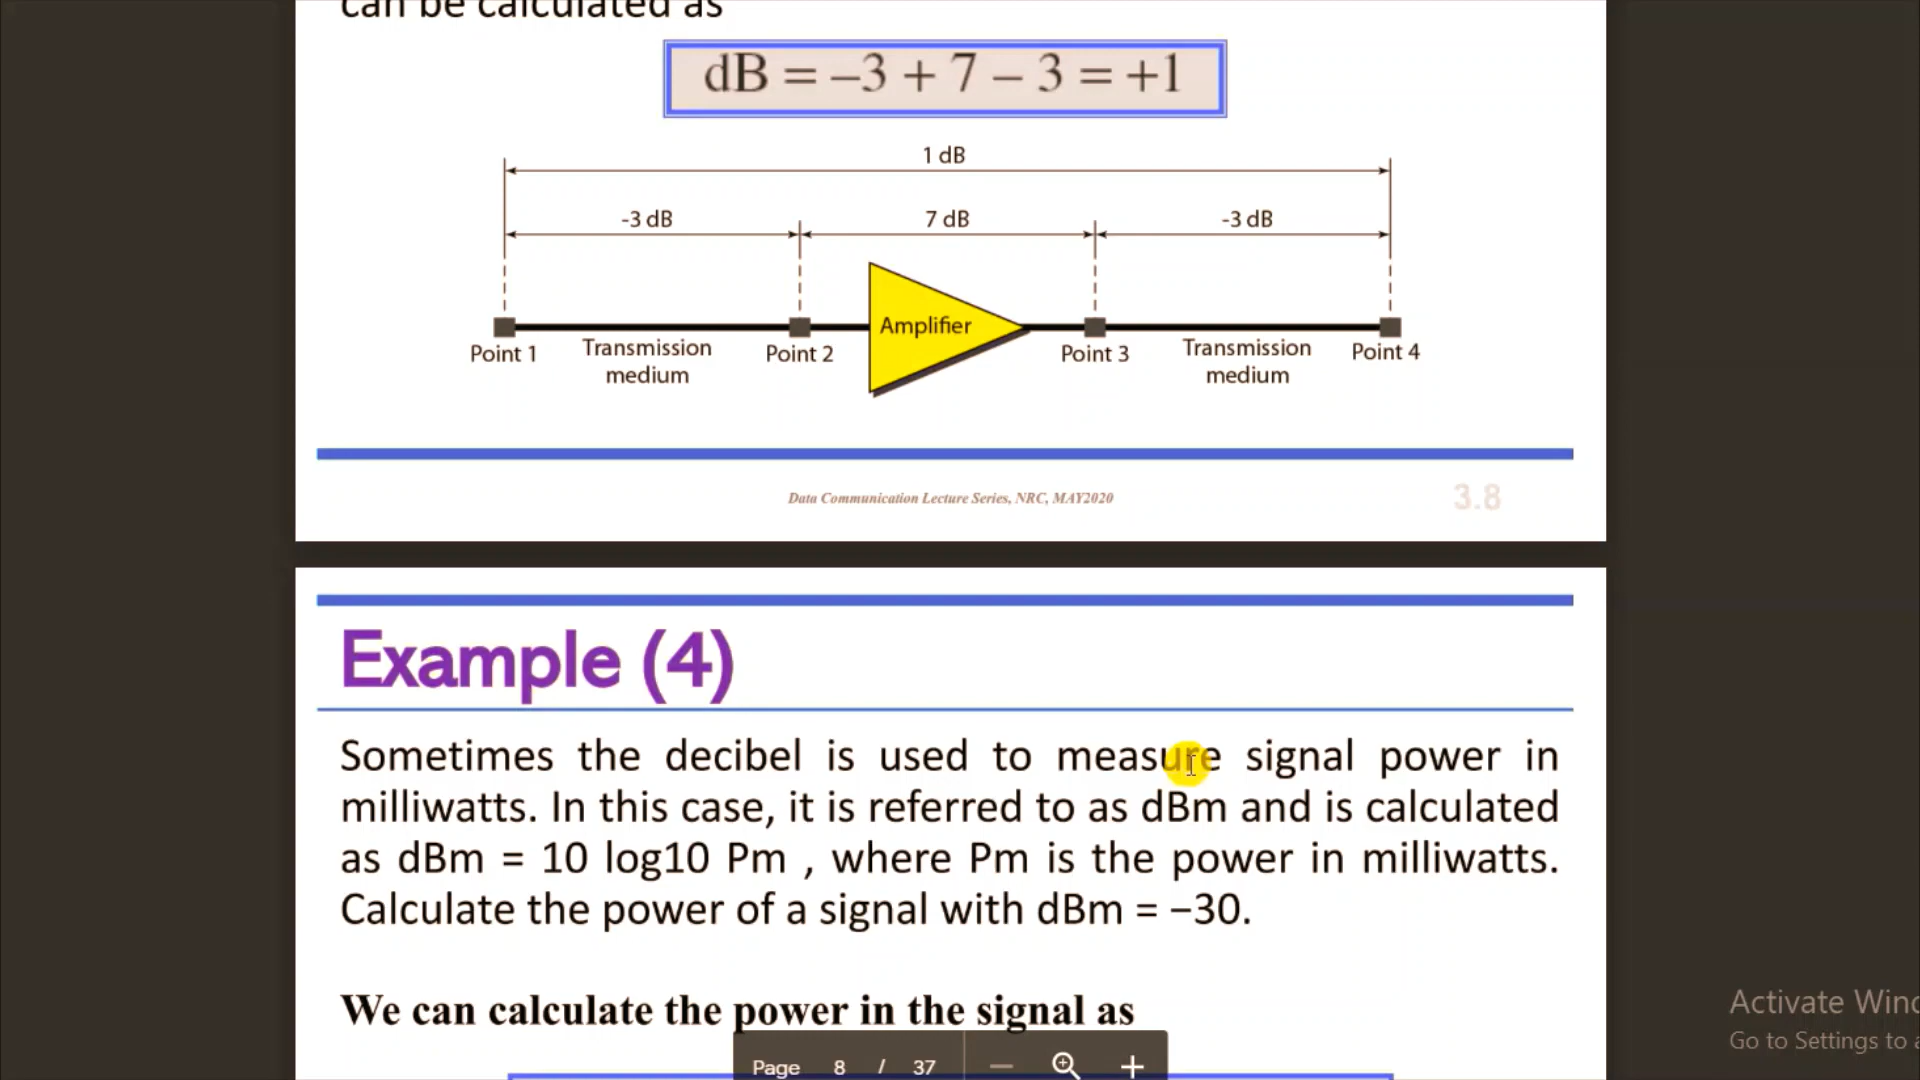 can be calculated as
dB = –3 + 7 – 3 = +1
1 dB
-3 dB
7 dB
-3 dB
Amplifier
Point 1
Transmission
medium
Point 2
Point 3
Transmission
medium
Point 4
Data Communication Lecture Series, NRC, MAY2020
3.8
Example (4)
Sometimes the decibel is used to measure signal power in
milliwatts. In this case, it is referred to as dBm and is calculated
as dBm = 10 log10 Pm , where Pm is the power in milliwatts.
Calculate the power of a signal with dBm = −30.
We can calculate the power in the signal as
Page 8 / 37
Activate Wind
Go to Settings to a